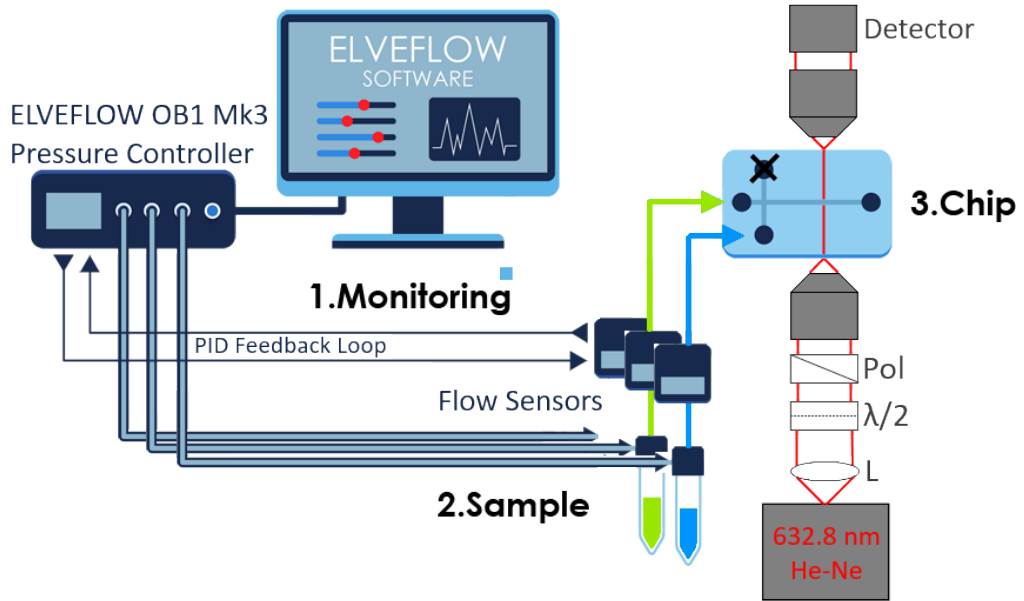 ELVEFLOW
SOFTWARE
Detector
ELVEFLOW OB1 Mk3
Pressure Controller
3.Chip
1.Monitoring
PID Feedback Loop
Pol
Flow Sensors
λ/2
L
2.Sample
632.8 nm
He-Ne